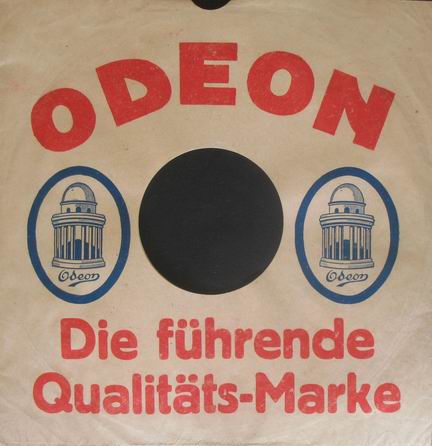 ODEON
Odeon
Odeon
Die führende
Qualitäts-Marke